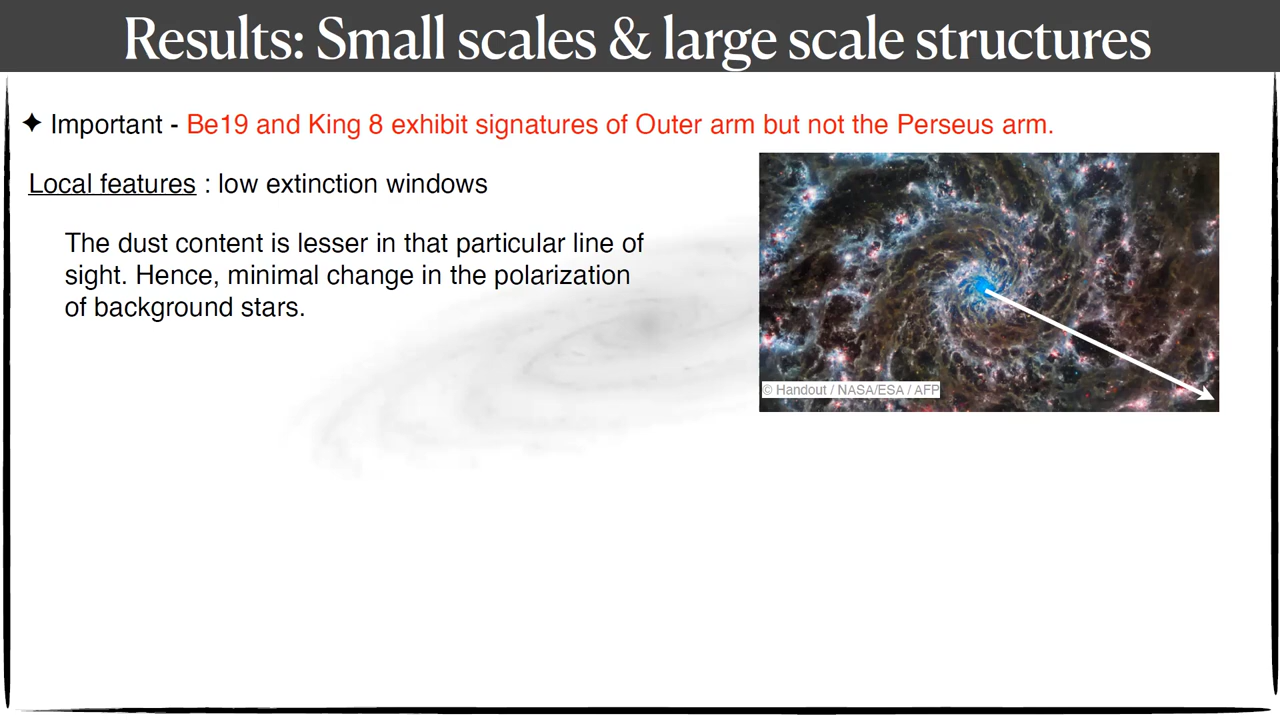 Results: Small scales & large scale structures
✦ Important - Be19 and King 8 exhibit signatures of Outer arm but not the Perseus arm.
Local features : low extinction windows
The dust content is lesser in that particular line of
sight. Hence, minimal change in the polarization
of background stars.
© Handout / NASA/ESA / AFP